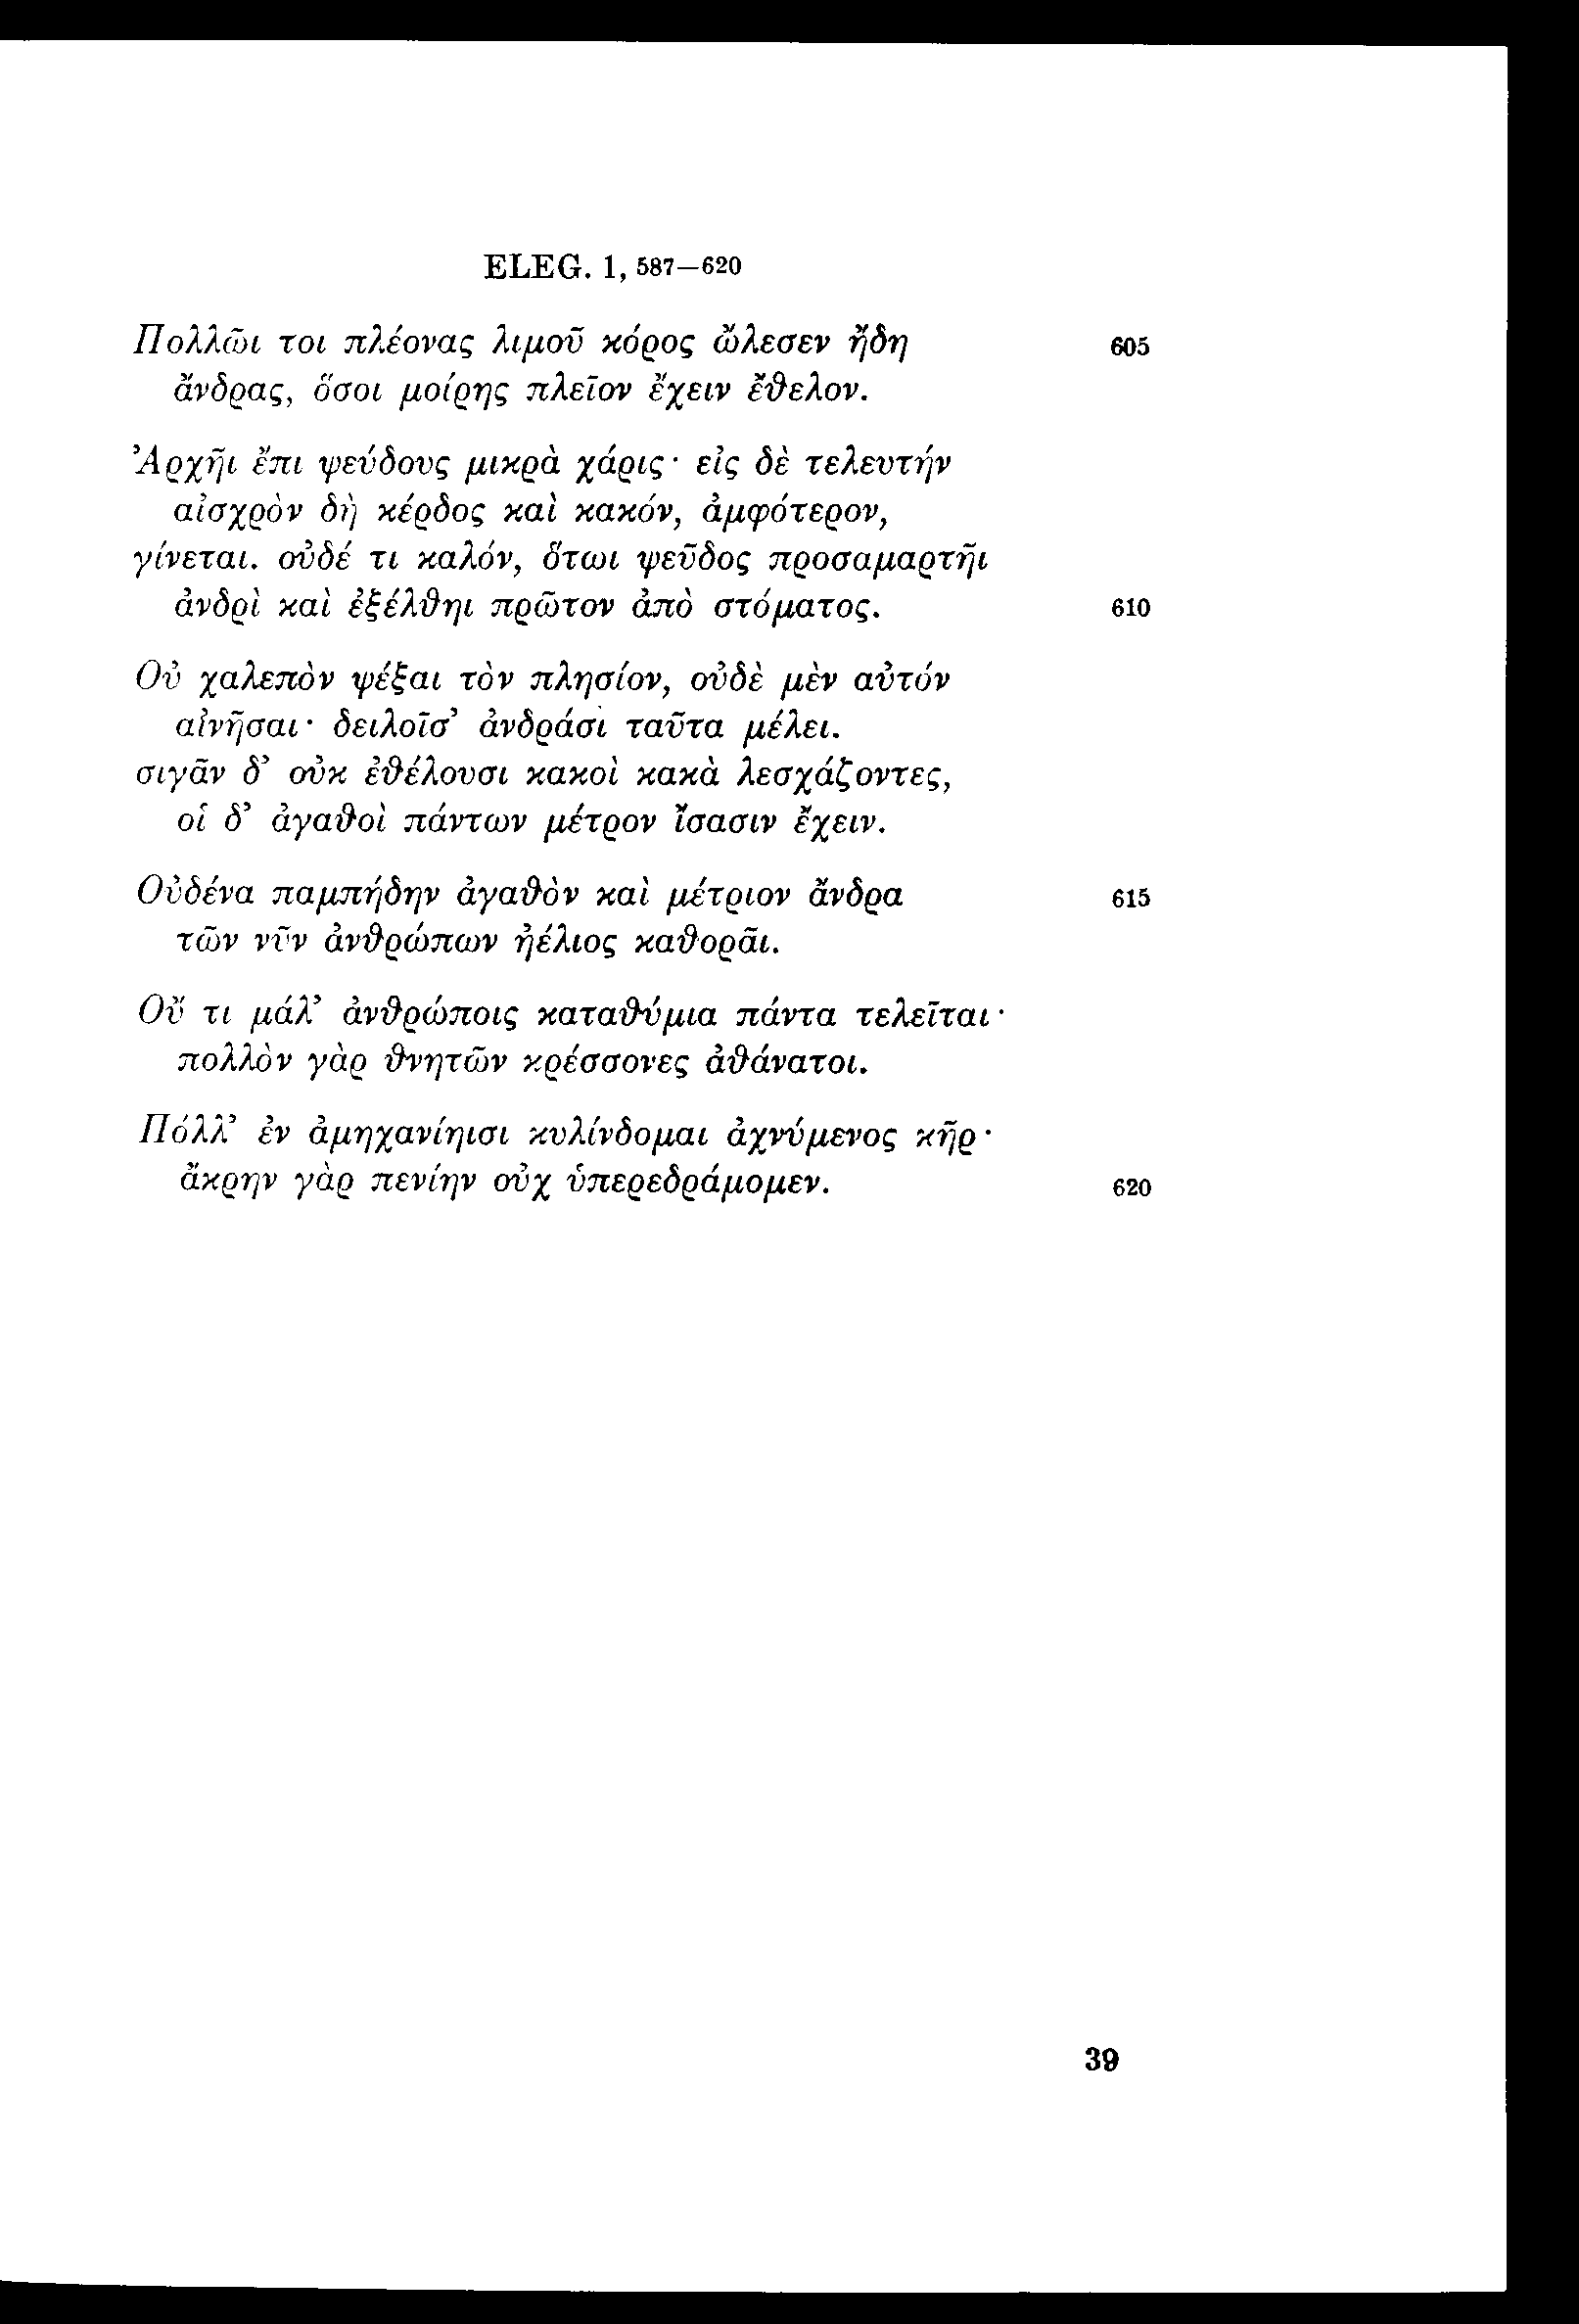 ELEG. 1, 587—620
Πολλῶι τοι πλέονας λιμοῦ κόρος ὤλεσεν ἤδη 605
ἄνδρας, ὅσοι μοίρης πλεῖον ἔχειν ἔθελον.
Ἀρχῆι ἔπι ψεύδους μικρὰ χάρις· εἰς δὲ τελευτήν
αἰσχρὸν δὴ κέρδος καὶ κακόν, ἀμφότερον,
γίνεται. οὐδέ τι καλόν, ὅτωι ψεῦδος προσαμαρτῆι
ἀνδρὶ καὶ ἐξέλθηι πρῶτον ἀπὸ στόματος. 610
Οὐ χαλεπὸν ψέξαι τὸν πλησίον, οὐδὲ μὲν αὐτόν
αἰνῆσαι· δειλοῖσ’ ἀνδράσι ταῦτα μέλει.
σιγᾶν δ’ οὐκ ἐθέλουσι κακοὶ κακὰ λεσχάζοντες,
οἱ δ’ ἀγαθοὶ πάντων μέτρον ἴσασιν ἔχειν.
Οὐδένα παμπήδην ἀγαθὸν καὶ μέτριον ἄνδρα 615
τῶν νῦν ἀνθρώπων ἠέλιος καθορᾶι.
Οὔ τι μάλ’ ἀνθρώποις καταθύμια πάντα τελεῖται·
πολλὸν γὰρ θνητῶν κρέσσονες ἀθάνατοι.
Πόλλ’ ἐν ἀμηχανίηισι κυλίνδομαι ἀχνύμενος κῆρ·
ἄκρην γὰρ πενίην οὐχ ὑπερεδράμομεν. 620
39